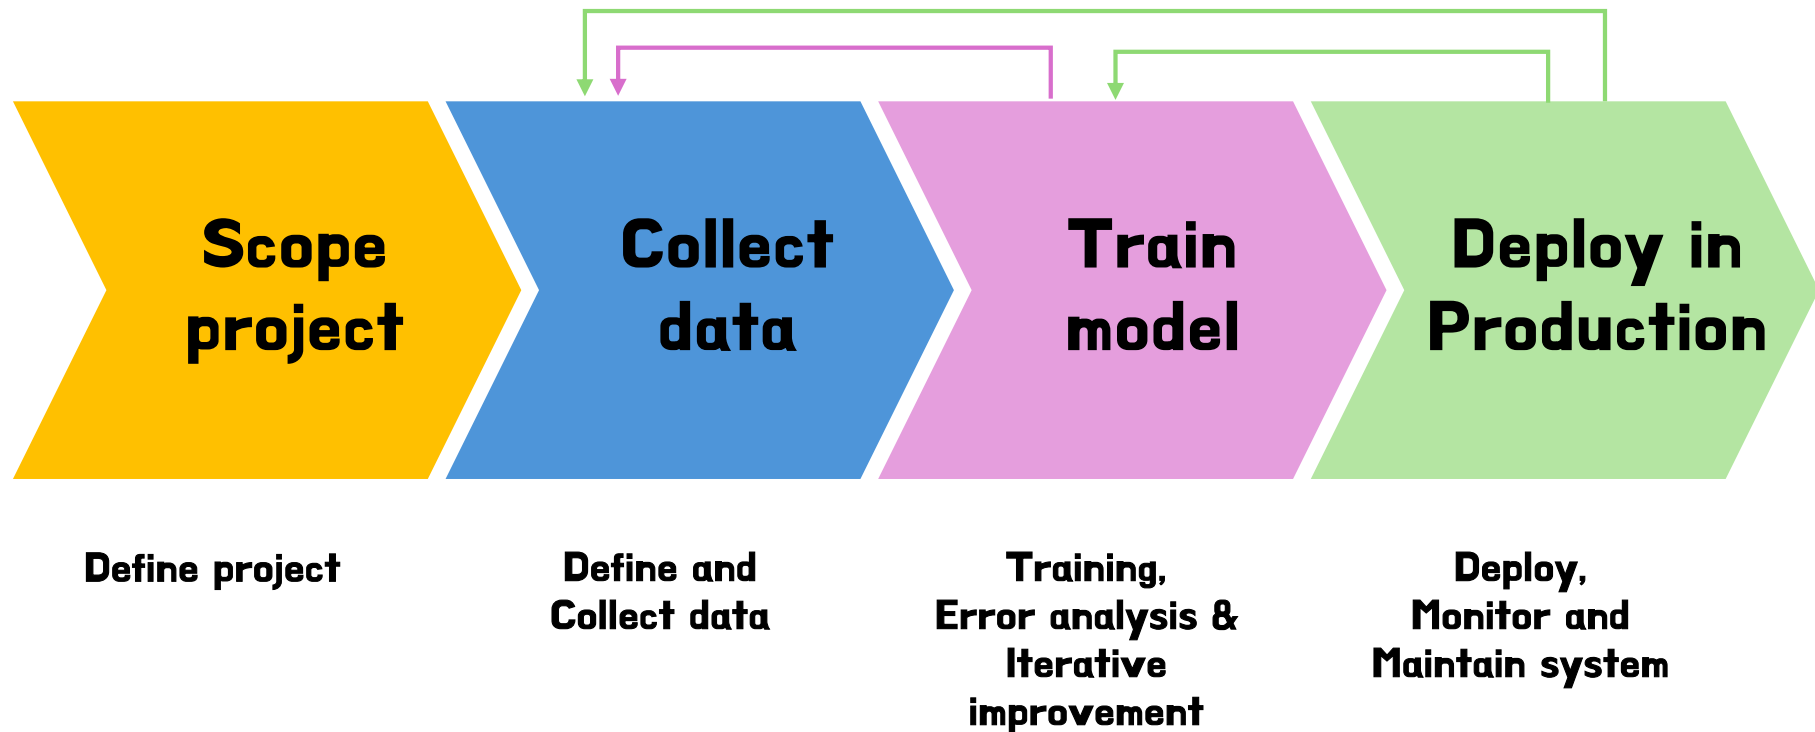 Scope
project
Collect
data
Train
model
Deploy in
Production
Define project
Define and
Collect data
Training,
Error analysis &
Iterative
improvement
Deploy,
Monitor and
Maintain system